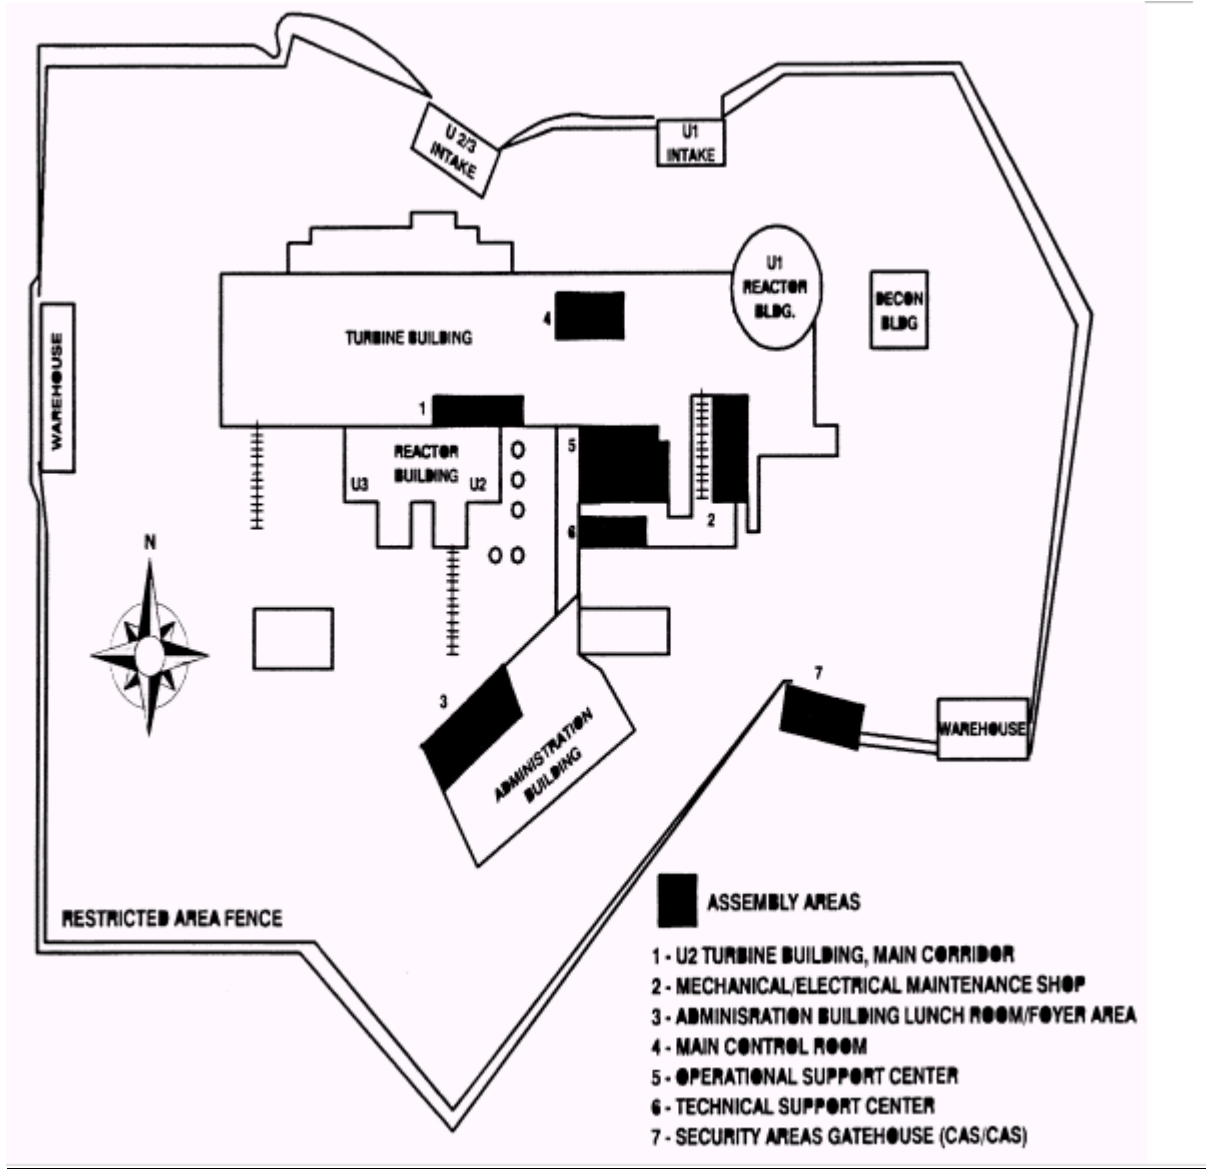 U 2/3
INTAKE
U1
INTAKE
U1
REACTOR
BLDG.
DECON
BLDG
4
TURBINE BUILDING
WAREHOUSE
1
REACTOR
BUILDING
U3
U2
5
2
6
N
3
ADMINISTRATION
BUILDING
7
WAREHOUSE
RESTRICTED AREA FENCE
ASSEMBLY AREAS
1 - U2 TURBINE BUILDING, MAIN CORRIDOR
2 - MECHANICAL/ELECTRICAL MAINTENANCE SHOP
3 - ADMINISRATION BUILDING LUNCH ROOM/FOYER AREA
4 - MAIN CONTROL ROOM
5 - OPERATIONAL SUPPORT CENTER
6 - TECHNICAL SUPPORT CENTER
7 - SECURITY AREAS GATEHOUSE (CAS/CAS)